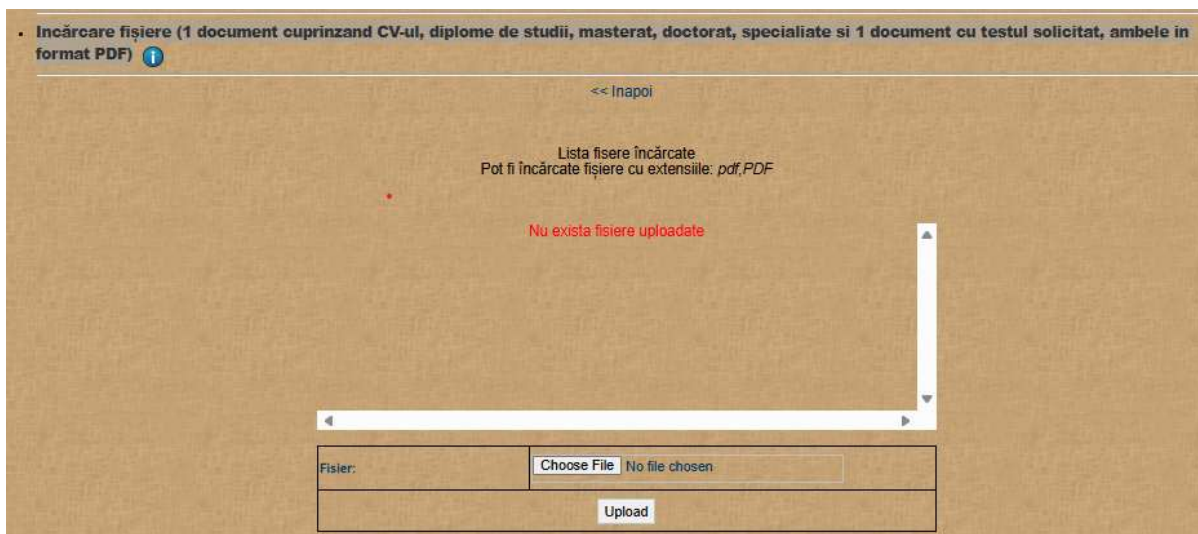 Incărcare fișiere (1 document cuprinzand CV-ul, diplome de studii, masterat, doctorat, specialiate si 1 document cu testul solicitat, ambele in
format PDF) i
<< Inapoi
Lista fisere încărcate
Pot fi încărcate fișiere cu extensiile: pdf,PDF
Nu exista fisiere uploadate
Fisier: Choose File No file chosen
Upload